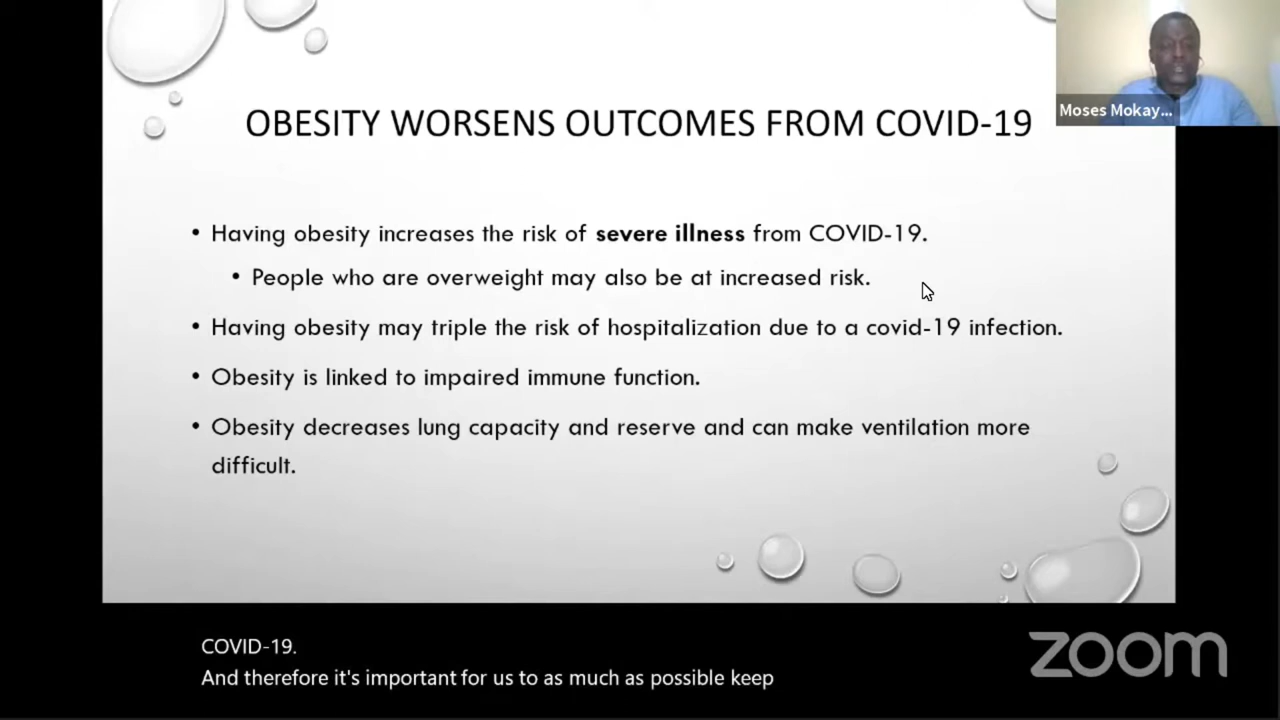 OBESITY WORSENS OUTCOMES FROM COVID-19
Moses Mokay...
• Having obesity increases the risk of severe illness from COVID-19.
• People who are overweight may also be at increased risk.
• Having obesity may triple the risk of hospitalization due to a covid-19 infection.
• Obesity is linked to impaired immune function.
• Obesity decreases lung capacity and reserve and can make ventilation more
difficult.
COVID-19.
And therefore it's important for us to as much as possible keep
zoom